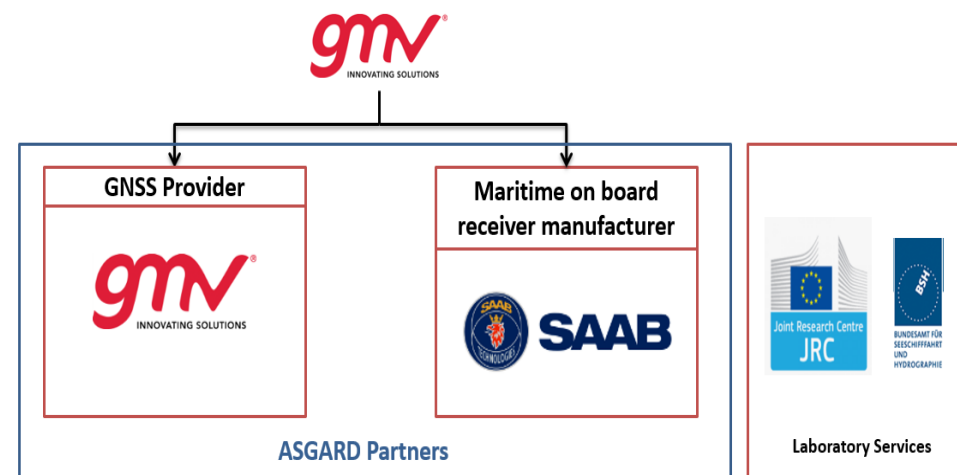 gmv®
INNOVATING SOLUTIONS
GNSS Provider
gmv®
INNOVATING SOLUTIONS
Maritime on board
receiver manufacturer
SAAB
TECHNOLOGIES
SAAB
ASGARD Partners
Joint Research Centre
JRC
BSH
BUNDESAMT FÜR
SEESCHIFFFAHRT
UND
HYDROGRAPHIE
Laboratory Services